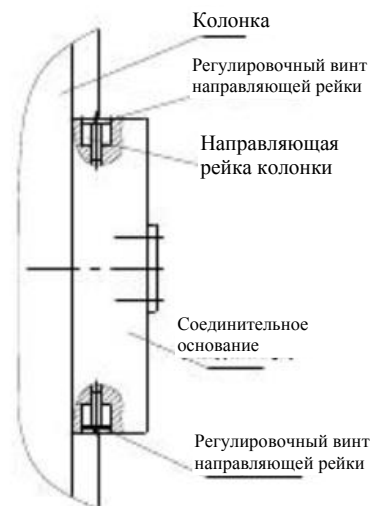 Колонка
Регулировочный винт
направляющей рейки
Направляющая
рейка колонки
Соединительное
основание
Регулировочный винт
направляющей рейки